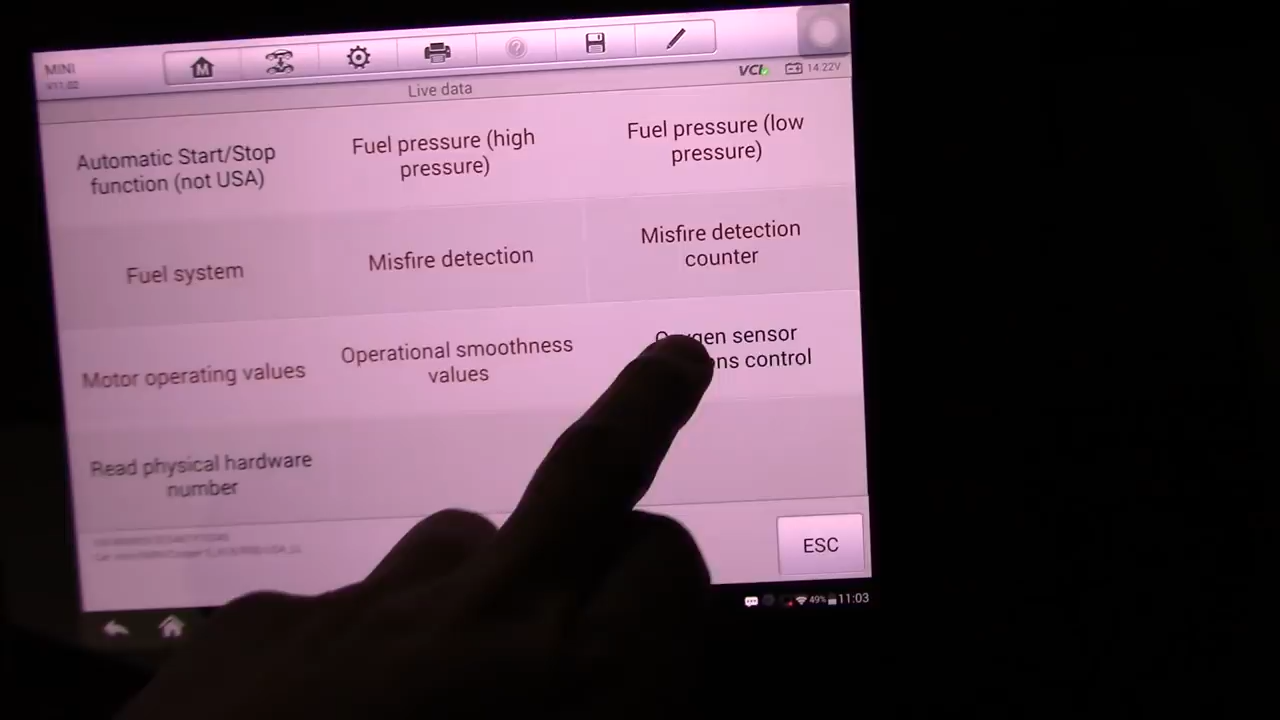 MINI
V11.02
M
VCI
14.22V
Live data
Automatic Start/Stop
function (not USA)
Fuel pressure (high
pressure)
Fuel pressure (low
pressure)
Fuel system
Misfire detection
Misfire detection
counter
Motor operating values
Operational smoothness
values
sensor
control
Read physical hardware
number
ESC
49%
11:03